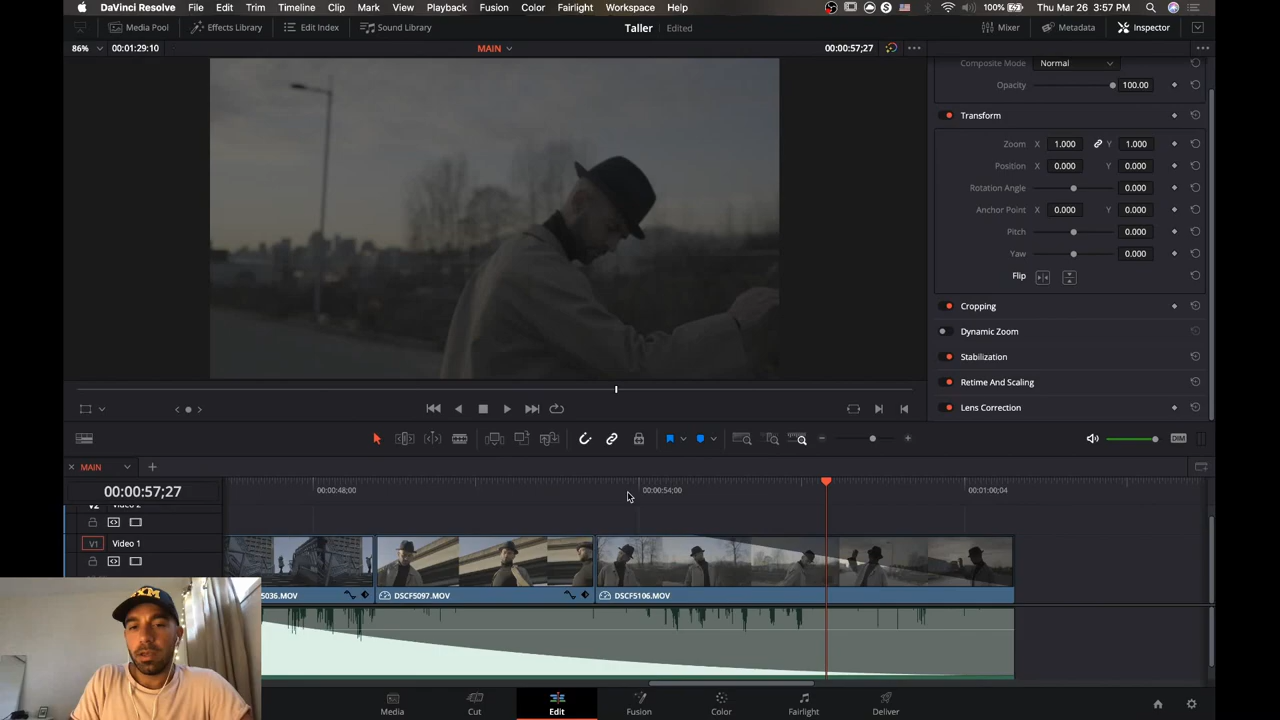 DaVinci Resolve File Edit Trim Timeline Clip Mark View Playback Fusion Color Fairlight Workspace Help 100% Thu Mar 26 3:57 PM
Media Pool Effects Library Edit Index Sound Library Taller Edited Mixer Metadata Inspector
86% 00:01:29:10 MAIN 00:00:57;27
Composite Mode Normal
Opacity 100.00
Transform
Zoom X 1.000 Y 1.000
Position X 0.000 Y 0.000
Rotation Angle 0.000
Anchor Point X 0.000 Y 0.000
Pitch 0.000
Yaw 0.000
Flip
Cropping
Dynamic Zoom
Stabilization
Retime And Scaling
Lens Correction
DIM
MAIN
00:00:57;27 00:00:48;00 00:00:54;00 00:01:00;04
V1 Video 1
5036.MOV DSCF5097.MOV DSCF5106.MOV
Media Cut Edit Fusion Color Fairlight Deliver